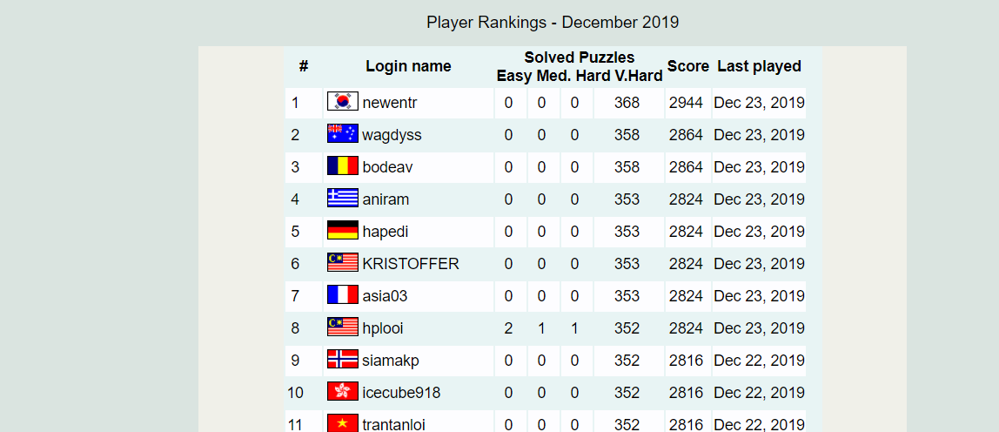 Player Rankings - December 2019
# Login name Solved Puzzles Score Last played
Easy Med. Hard V.Hard
1 newentr 0 0 0 368 2944 Dec 23, 2019
2 wagdyss 0 0 0 358 2864 Dec 23, 2019
3 bodeav 0 0 0 358 2864 Dec 23, 2019
4 aniram 0 0 0 353 2824 Dec 23, 2019
5 hapedi 0 0 0 353 2824 Dec 23, 2019
6 KRISTOFFER 0 0 0 353 2824 Dec 23, 2019
7 asia03 0 0 0 353 2824 Dec 23, 2019
8 hplooi 2 1 1 352 2824 Dec 23, 2019
9 siamakp 0 0 0 352 2816 Dec 22, 2019
10 icecube918 0 0 0 352 2816 Dec 22, 2019
11 trantanloi 0 0 0 352 2816 Dec 22, 2019